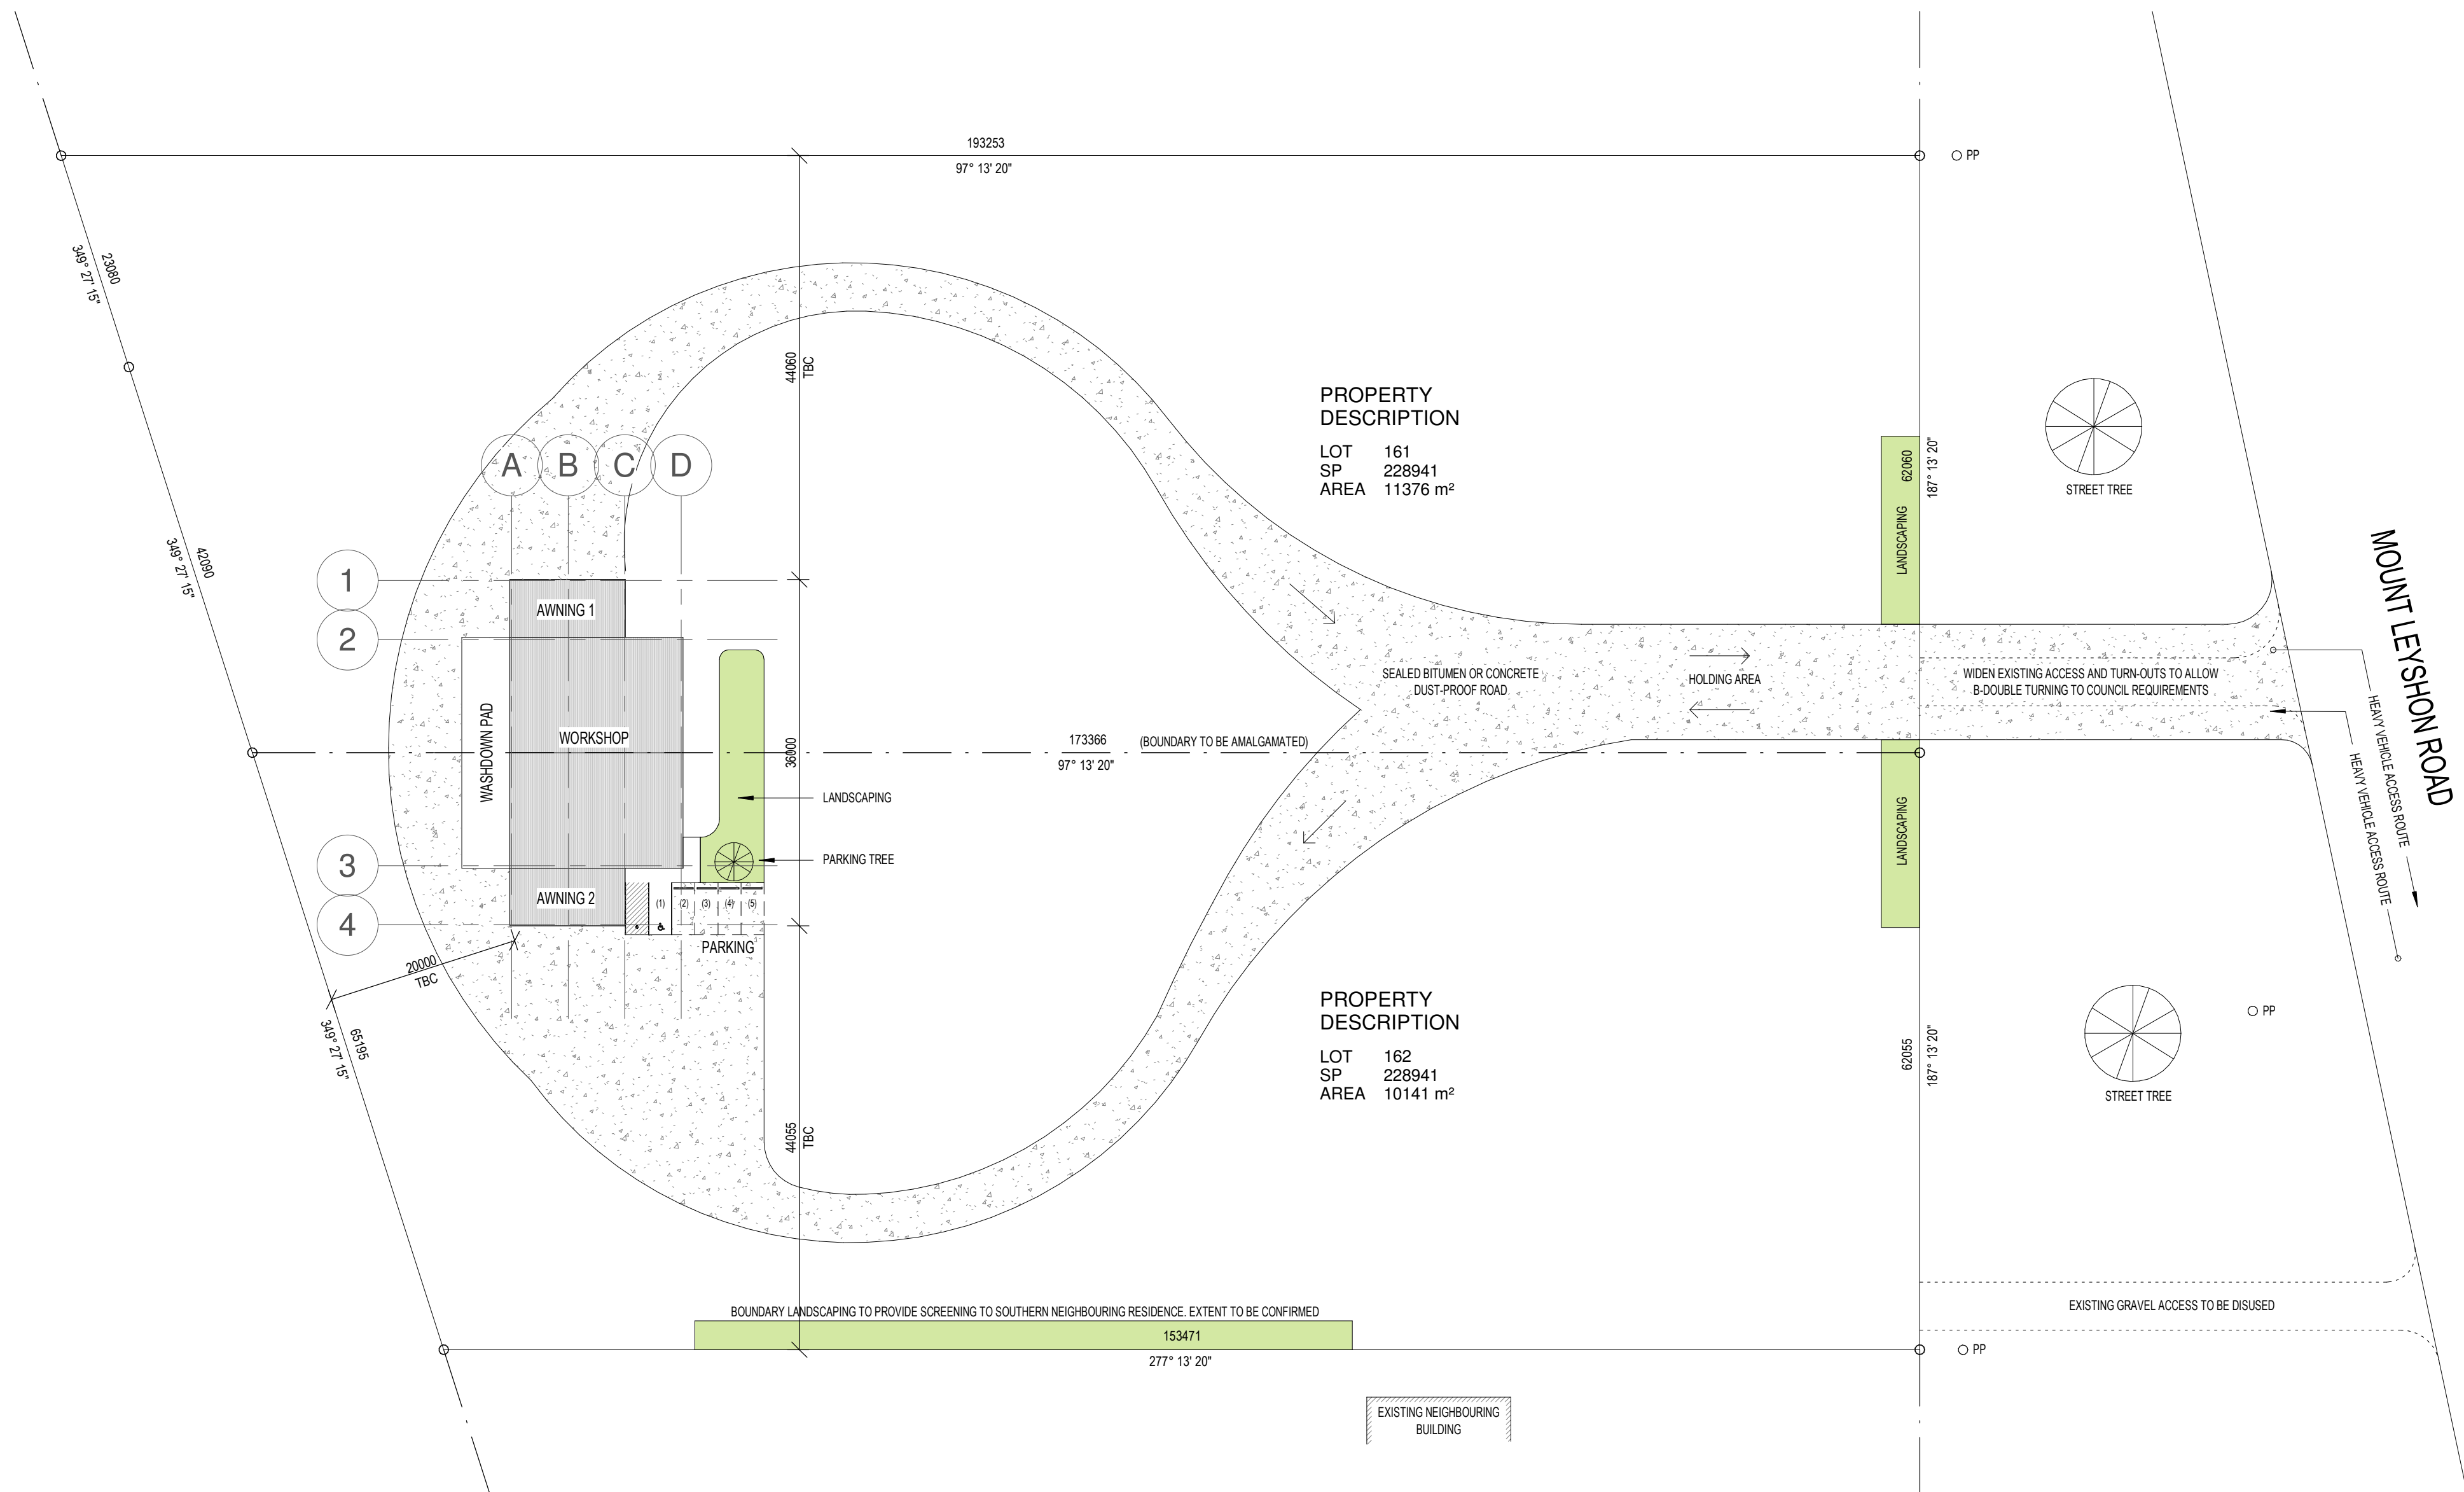 193253
97° 13' 20"
PP
23080
349° 27' 15"
44060
TBC
PROPERTY
DESCRIPTION
LOT 161
SP 228941
AREA 11376 m²
62060
187° 13' 20"
LANDSCAPING
STREET TREE
A B C D
42090
349° 27' 15"
1
2
3
4
AWNING 1
WASHDOWN PAD
WORKSHOP
AWNING 2
36000
173366
(BOUNDARY TO BE AMALGAMATED)
97° 13' 20"
LANDSCAPING
PARKING TREE
(1) (2) (3) (4) (5)
PARKING
SEALED BITUMEN OR CONCRETE
DUST-PROOF ROAD
HOLDING AREA
WIDEN EXISTING ACCESS AND TURN-OUTS TO ALLOW
B-DOUBLE TURNING TO COUNCIL REQUIREMENTS
MOUNT LEYSHON ROAD
HEAVY VEHICLE ACCESS ROUTE
HEAVY VEHICLE ACCESS ROUTE
LANDSCAPING
20000
TBC
65195
349° 27' 15"
PROPERTY
DESCRIPTION
LOT 162
SP 228941
AREA 10141 m²
62055
187° 13' 20"
PP
STREET TREE
44055
TBC
BOUNDARY LANDSCAPING TO PROVIDE SCREENING TO SOUTHERN NEIGHBOURING RESIDENCE. EXTENT TO BE CONFIRMED
153471
277° 13' 20"
EXISTING GRAVEL ACCESS TO BE DISUSED
PP
EXISTING NEIGHBOURING
BUILDING